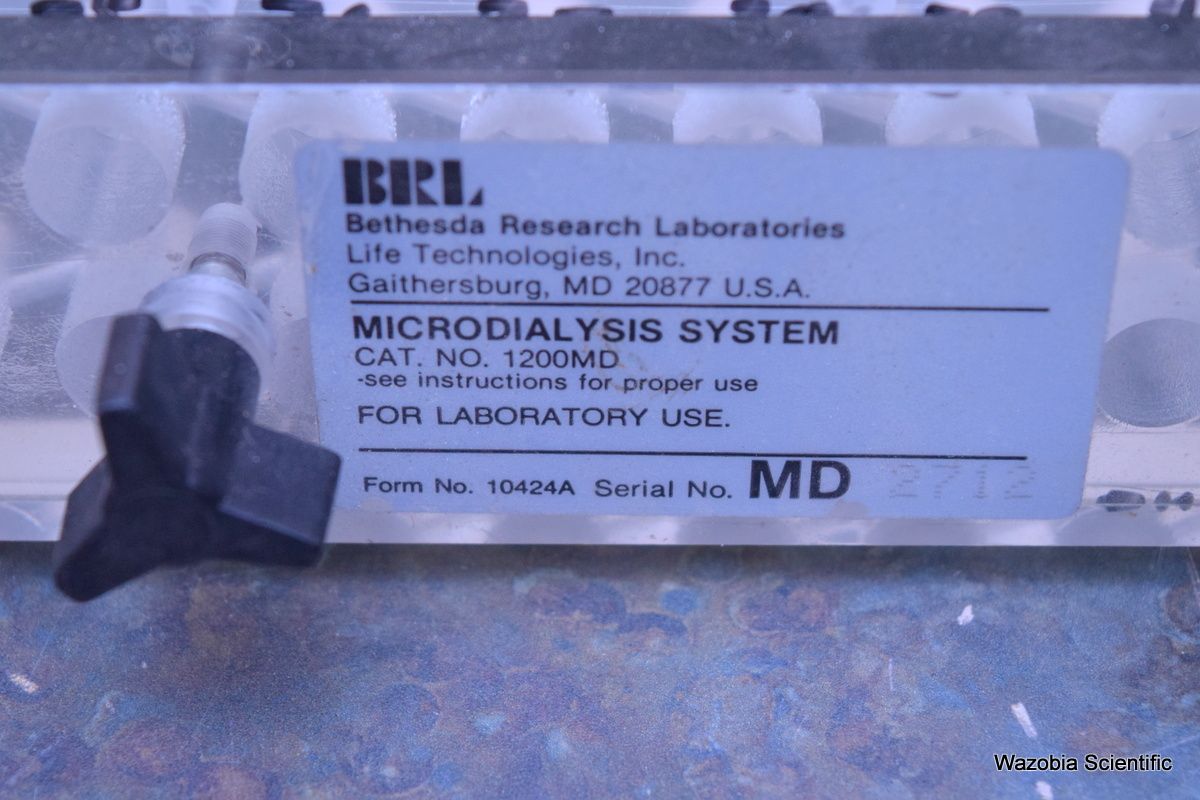 BRL
Bethesda Research Laboratories
Life Technologies, Inc.
Gaithersburg, MD 20877 U.S.A.
MICRODIALYSIS SYSTEM
CAT. NO. 1200MD
-see instructions for proper use
FOR LABORATORY USE.
Form No. 10424A Serial No. MD 2712
Wazobia Scientific